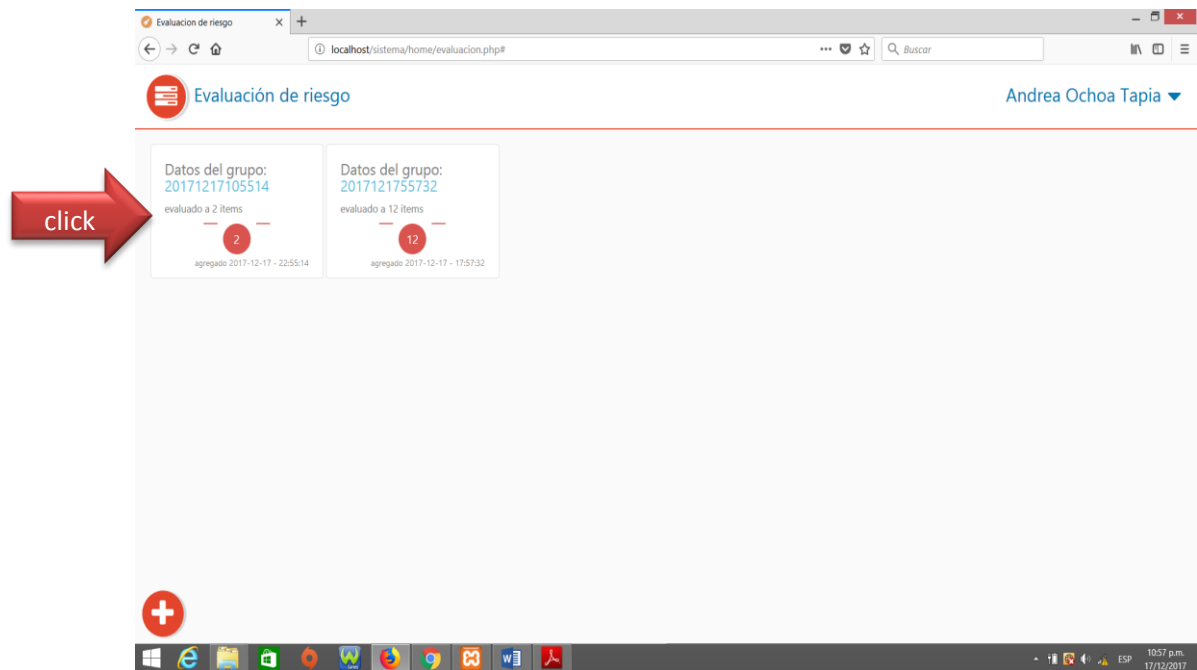 Evaluacion de riesgo
localhost/sistema/home/evaluacion.php#
Buscar
Evaluación de riesgo
Andrea Ochoa Tapia
click
Datos del grupo:
20171217105514
evaluado a 2 ítems
2
agregado 2017-12-17 - 22:55:14
Datos del grupo:
2017121755732
evaluado a 12 ítems
12
agregado 2017-12-17 - 17:57:32
ESP
10:57 p.m.
17/12/2017